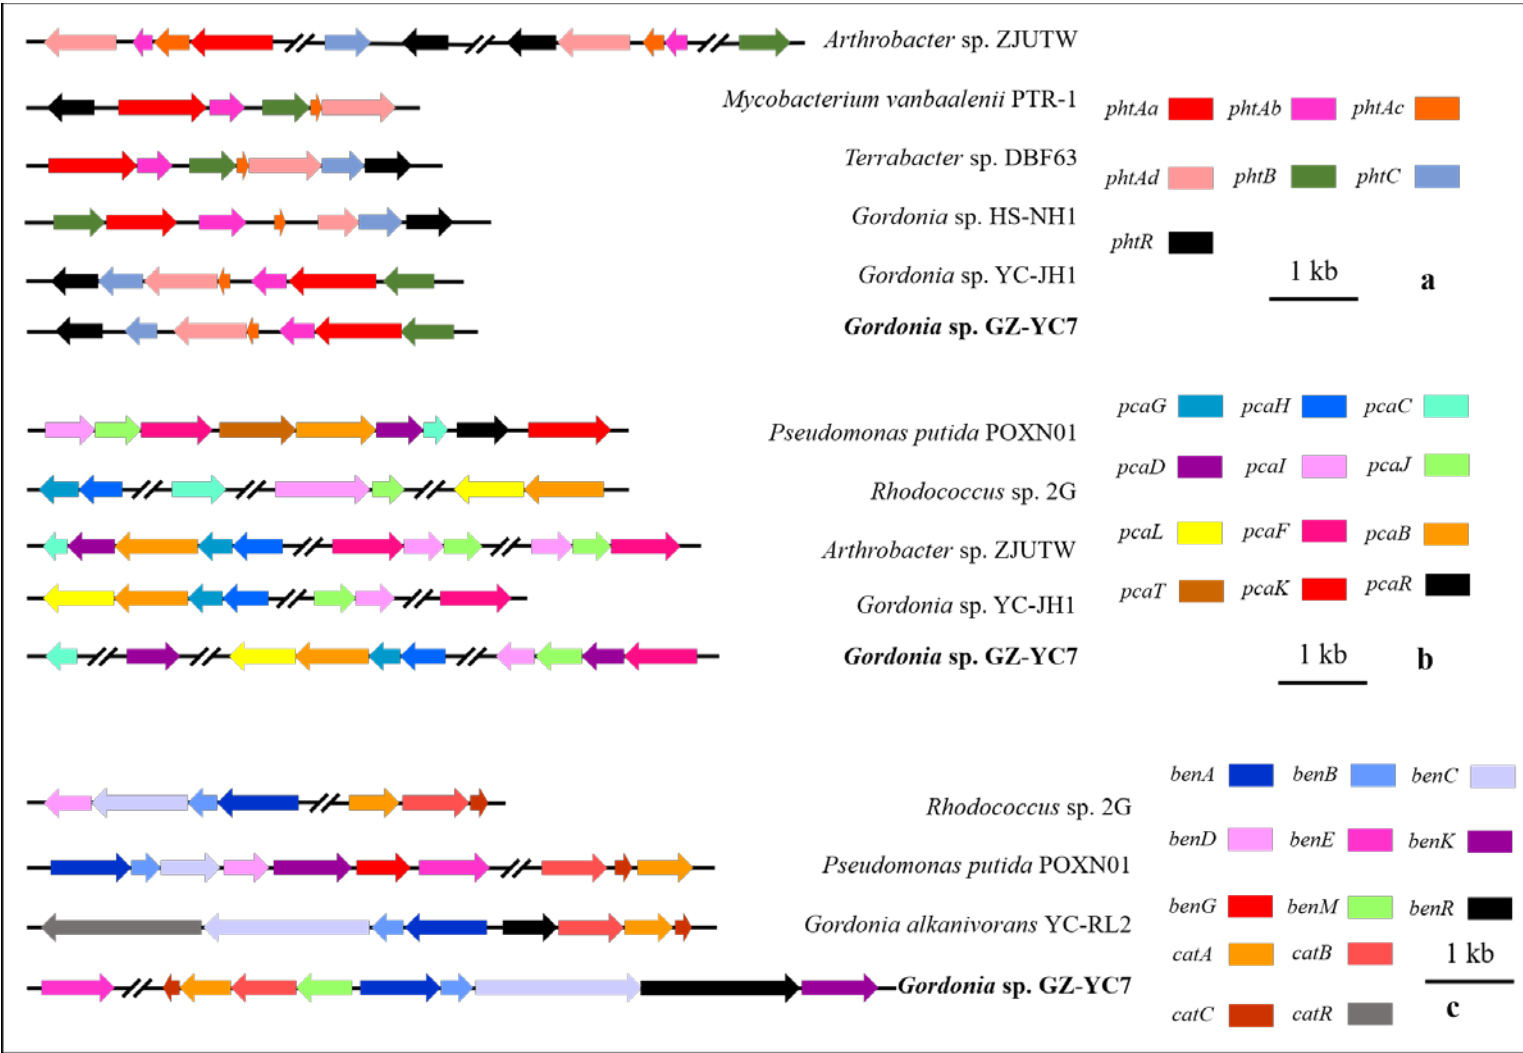 Arthrobacter sp. ZJUTW
Mycobacterium vanbaalenii PTR-1
phtAa phtAb phtAc
Terrabacter sp. DBF63
phtAd phtB phtC
Gordonia sp. HS-NH1
phtR
Gordonia sp. YC-JH1
1 kb a
Gordonia sp. GZ-YC7
pcaG pcaH pcaC
Pseudomonas putida POXN01
pcaD pcaI pcaJ
Rhodococcus sp. 2G
pcaL pcaF pcaB
Arthrobacter sp. ZJUTW
pcaT pcaK pcaR
Gordonia sp. YC-JH1
Gordonia sp. GZ-YC7
1 kb b
benA benB benC
Rhodococcus sp. 2G
benD benE benK
Pseudomonas putida POXN01
benG benM benR
Gordonia alkanivorans YC-RL2
catA catB 1 kb
Gordonia sp. GZ-YC7
catC catR c